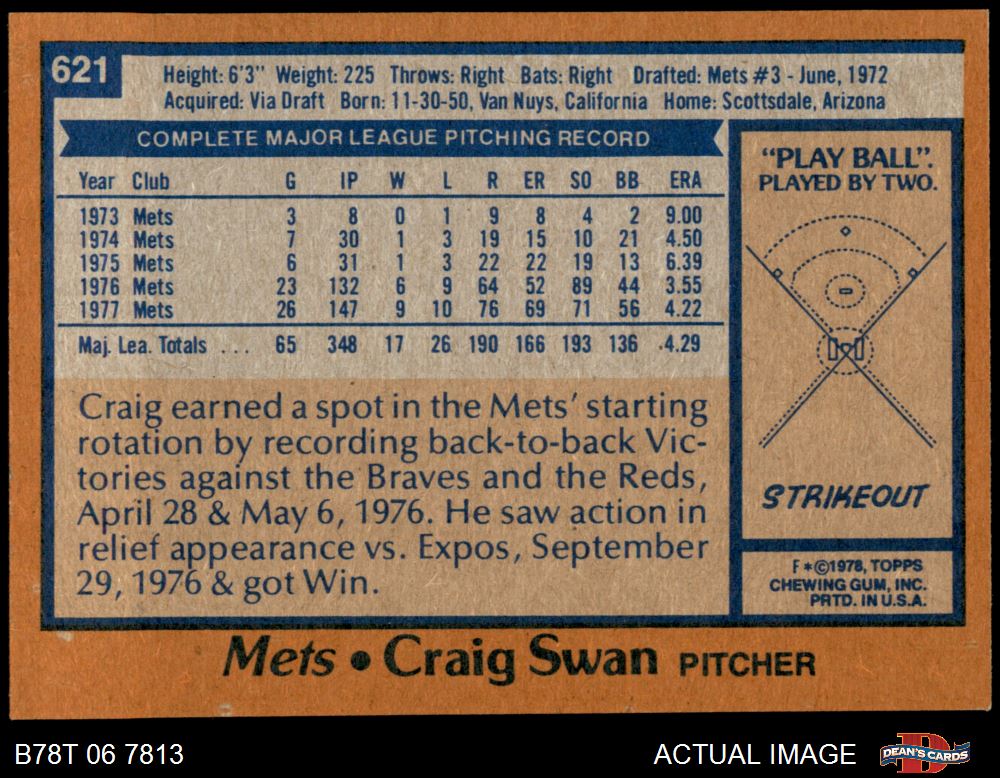 621
Height: 6'3" Weight: 225 Throws: Right Bats: Right Drafted: Mets #3 - June, 1972
Acquired: Via Draft Born: 11-30-50, Van Nuys, California Home: Scottsdale, Arizona
COMPLETE MAJOR LEAGUE PITCHING RECORD
Year Club G IP W L R ER SO BB ERA
1973 Mets 3 8 0 1 9 8 4 2 9.00
1974 Mets 7 30 1 3 19 15 10 21 4.50
1975 Mets 6 31 1 3 22 22 19 13 6.39
1976 Mets 23 132 6 9 64 52 89 44 3.55
1977 Mets 26 147 9 10 76 69 71 56 4.22
Maj. Lea. Totals ... 65 348 17 26 190 166 193 136 4.29
Craig earned a spot in the Mets' starting
rotation by recording back-to-back Vic-
tories against the Braves and the Reds,
April 28 & May 6, 1976. He saw action in
relief appearance vs. Expos, September
29, 1976 & got Win.
"PLAY BALL".
PLAYED BY TWO.
STRIKEOUT
F*©1978, TOPPS
CHEWING GUM, INC.
PRTD. IN U.S.A.
Mets • Craig Swan PITCHER
B78T 06 7813
ACTUAL IMAGE
DEAN'S CARDS